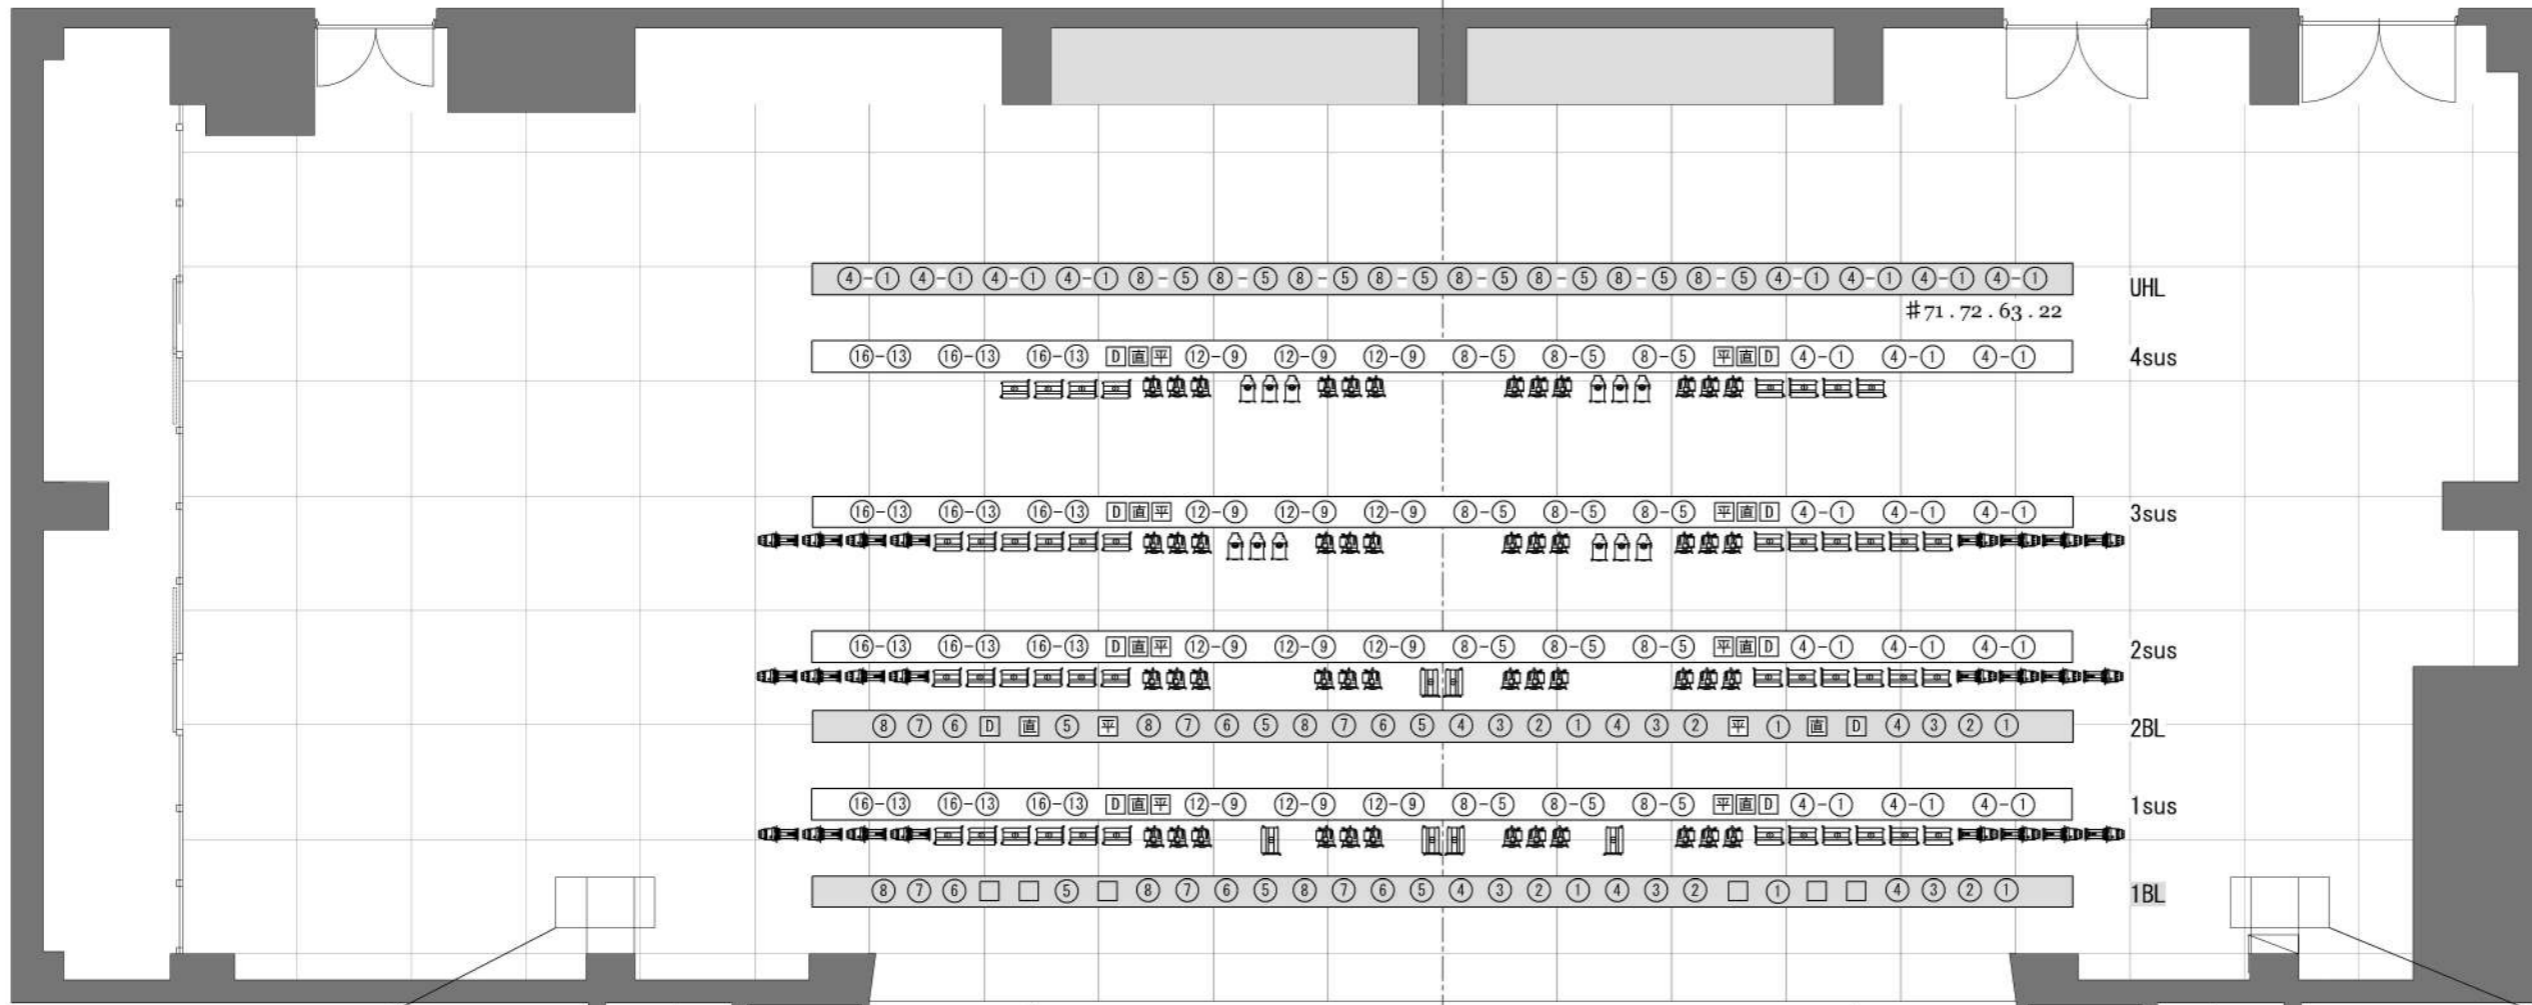 ④-① ④-① ④-① ④-① ⑧-⑤ ⑧-⑤ ⑧-⑤ ⑧-⑤ ⑧-⑤ ⑧-⑤ ⑧-⑤ ⑧-⑤ ④-① ④-① ④-① ④-① UHL
#71.72.63.22
⑯-⑬ ⑯-⑬ ⑯-⑬ D 直 平 ⑫-⑨ ⑫-⑨ ⑫-⑨ ⑧-⑤ ⑧-⑤ ⑧-⑤ 平 直 D ④-① ④-① ④-① 4sus
⑯-⑬ ⑯-⑬ ⑯-⑬ D 直 平 ⑫-⑨ ⑫-⑨ ⑫-⑨ ⑧-⑤ ⑧-⑤ ⑧-⑤ 平 直 D ④-① ④-① ④-① 3sus
⑯-⑬ ⑯-⑬ ⑯-⑬ D 直 平 ⑫-⑨ ⑫-⑨ ⑫-⑨ ⑧-⑤ ⑧-⑤ ⑧-⑤ 平 直 D ④-① ④-① ④-① 2sus
⑧ ⑦ ⑥ D 直 ⑤ 平 ⑧ ⑦ ⑥ ⑤ ⑧ ⑦ ⑥ ⑤ ④ ③ ② ① ④ ③ ② 平 ① 直 D ④ ③ ② ① 2BL
⑯-⑬ ⑯-⑬ ⑯-⑬ D 直 平 ⑫-⑨ ⑫-⑨ ⑫-⑨ ⑧-⑤ ⑧-⑤ ⑧-⑤ 平 直 D ④-① ④-① ④-① 1sus
⑧ ⑦ ⑥ □ □ ⑤ □ ⑧ ⑦ ⑥ ⑤ ⑧ ⑦ ⑥ ⑤ ④ ③ ② ① ④ ③ ② □ ① □ □ ④ ③ ② ① 1BL